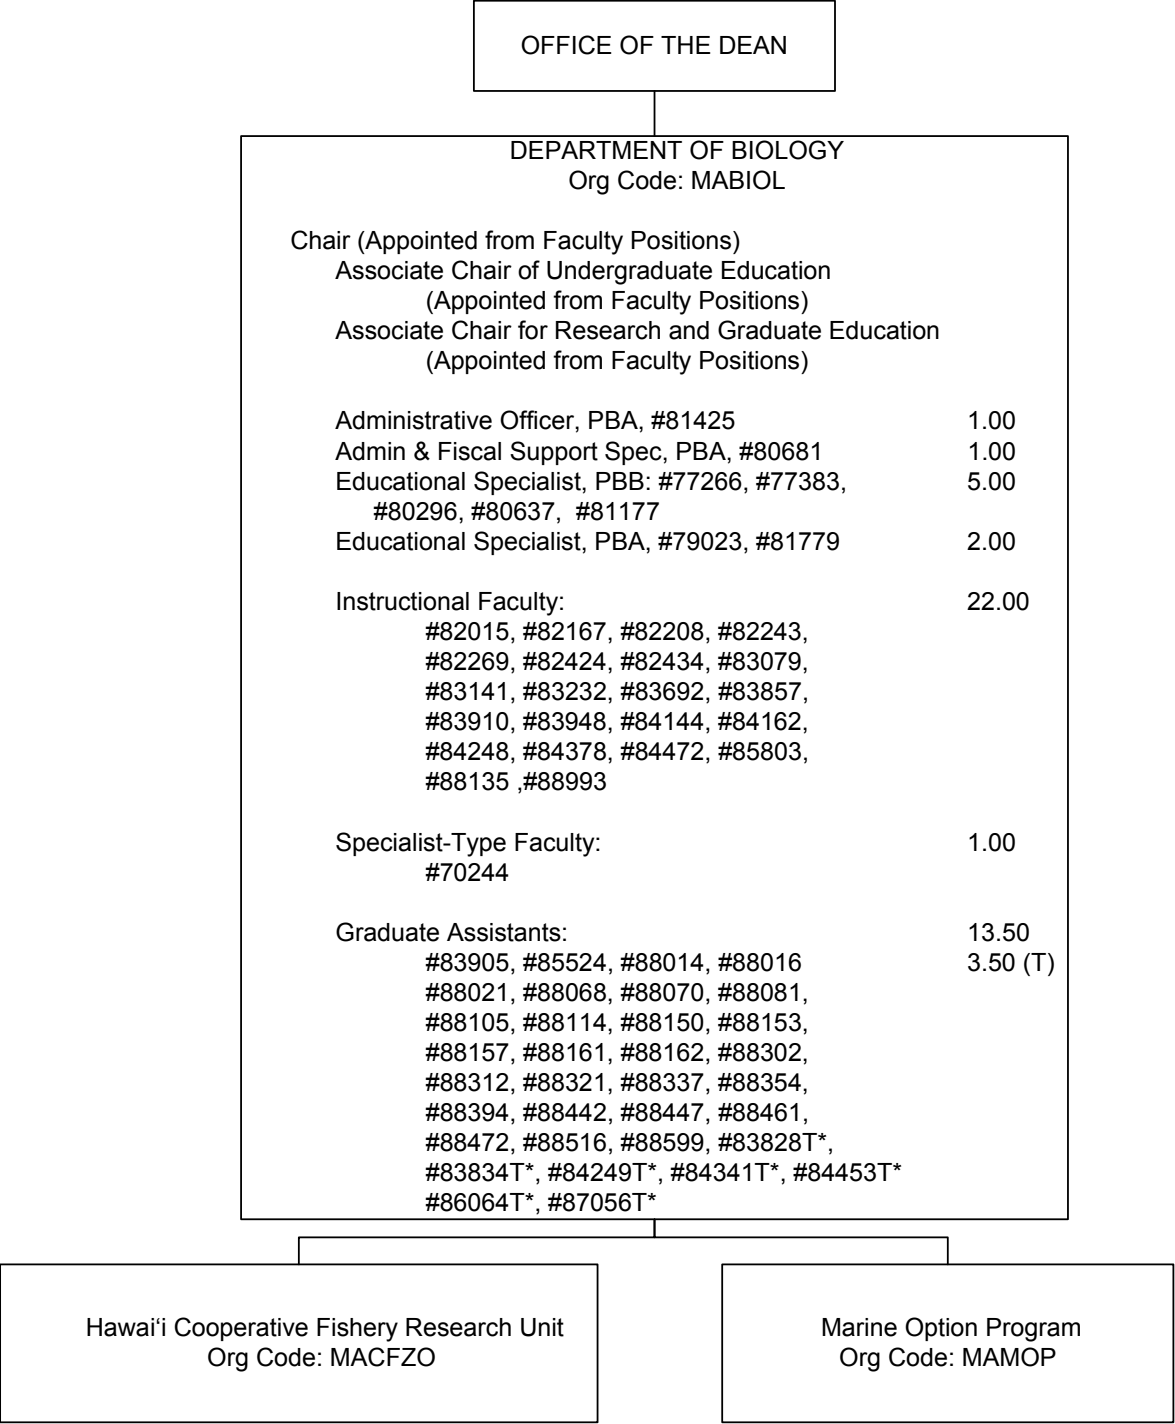 OFFICE OF THE DEAN
DEPARTMENT OF BIOLOGY
Org Code: MABIOL
Chair (Appointed from Faculty Positions)
Associate Chair of Undergraduate Education
(Appointed from Faculty Positions)
Associate Chair for Research and Graduate Education
(Appointed from Faculty Positions)
Administrative Officer, PBA, #81425 1.00
Admin & Fiscal Support Spec, PBA, #80681 1.00
Educational Specialist, PBB: #77266, #77383, 5.00
#80296, #80637, #81177
Educational Specialist, PBA, #79023, #81779 2.00
Instructional Faculty: 22.00
#82015, #82167, #82208, #82243,
#82269, #82424, #82434, #83079,
#83141, #83232, #83692, #83857,
#83910, #83948, #84144, #84162,
#84248, #84378, #84472, #85803,
#88135 ,#88993
Specialist-Type Faculty: 1.00
#70244
Graduate Assistants: 13.50
#83905, #85524, #88014, #88016 3.50 (T)
#88021, #88068, #88070, #88081,
#88105, #88114, #88150, #88153,
#88157, #88161, #88162, #88302,
#88312, #88321, #88337, #88354,
#88394, #88442, #88447, #88461,
#88472, #88516, #88599, #83828T*,
#83834T*, #84249T*, #84341T*, #84453T*
#86064T*, #87056T*
Hawaiʻi Cooperative Fishery Research Unit
Org Code: MACFZO
Marine Option Program
Org Code: MAMOP